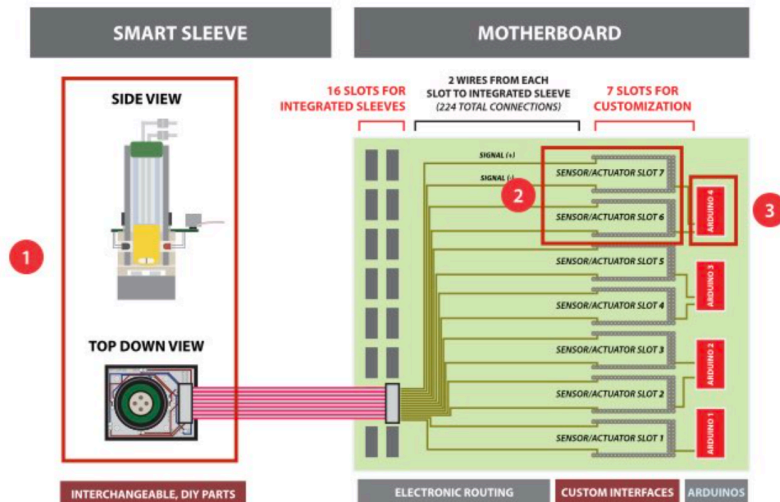 SMART SLEEVE
MOTHERBOARD
SIDE VIEW
TOP DOWN VIEW
1
INTERCHANGEABLE, DIY PARTS
16 SLOTS FOR
INTEGRATED SLEEVES
2 WIRES FROM EACH
SLOT TO INTEGRATED SLEEVE
(224 TOTAL CONNECTIONS)
7 SLOTS FOR
CUSTOMIZATION
SIGNAL (+)
SIGNAL (-)
2
3
SENSOR/ACTUATOR SLOT 7
SENSOR/ACTUATOR SLOT 6
SENSOR/ACTUATOR SLOT 5
SENSOR/ACTUATOR SLOT 4
SENSOR/ACTUATOR SLOT 3
SENSOR/ACTUATOR SLOT 2
SENSOR/ACTUATOR SLOT 1
ARDUINO 4
ARDUINO 3
ARDUINO 2
ARDUINO 1
ELECTRONIC ROUTING
CUSTOM INTERFACES
ARDUINOS